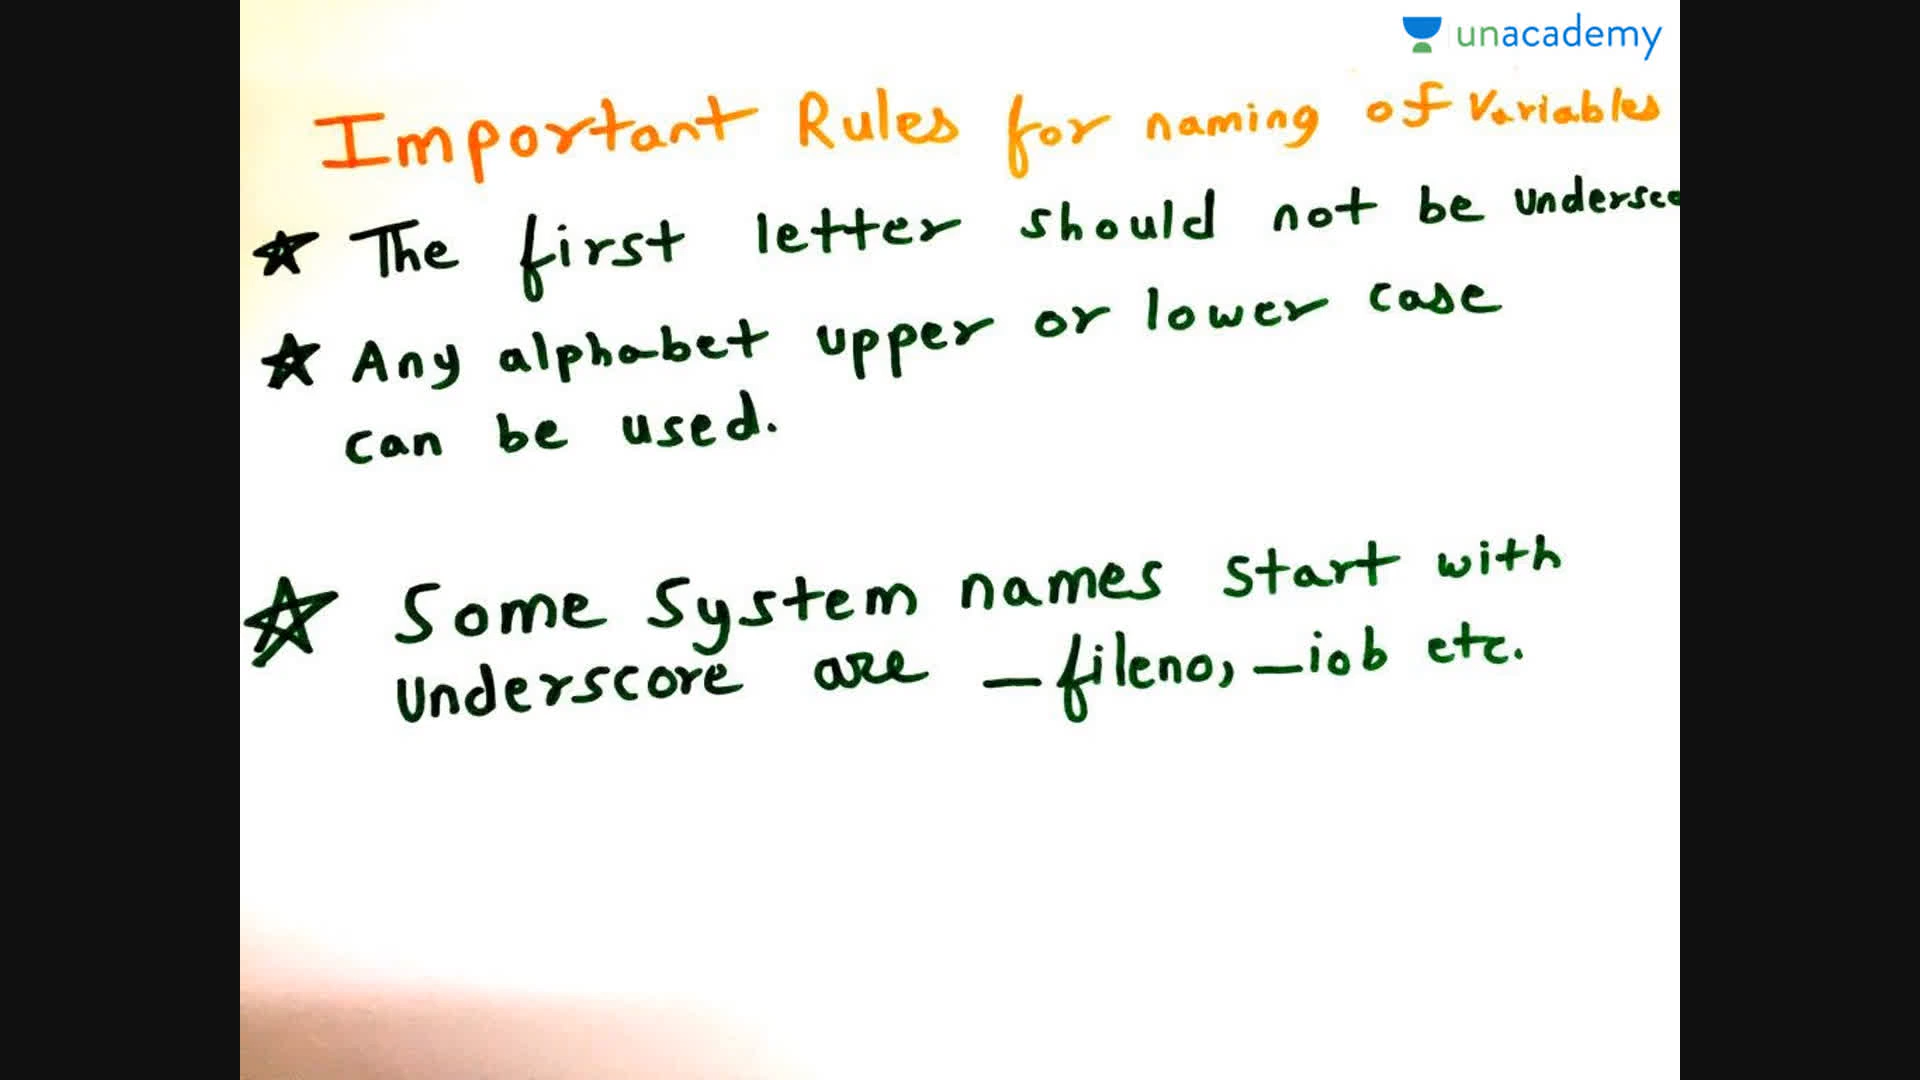 unacademy
Important Rules for naming of Variables
The first letter should not be Undersco
Any alphabet upper or lower case
can be used.
Some System names start with
Underscore are _fileno, _iob etc.